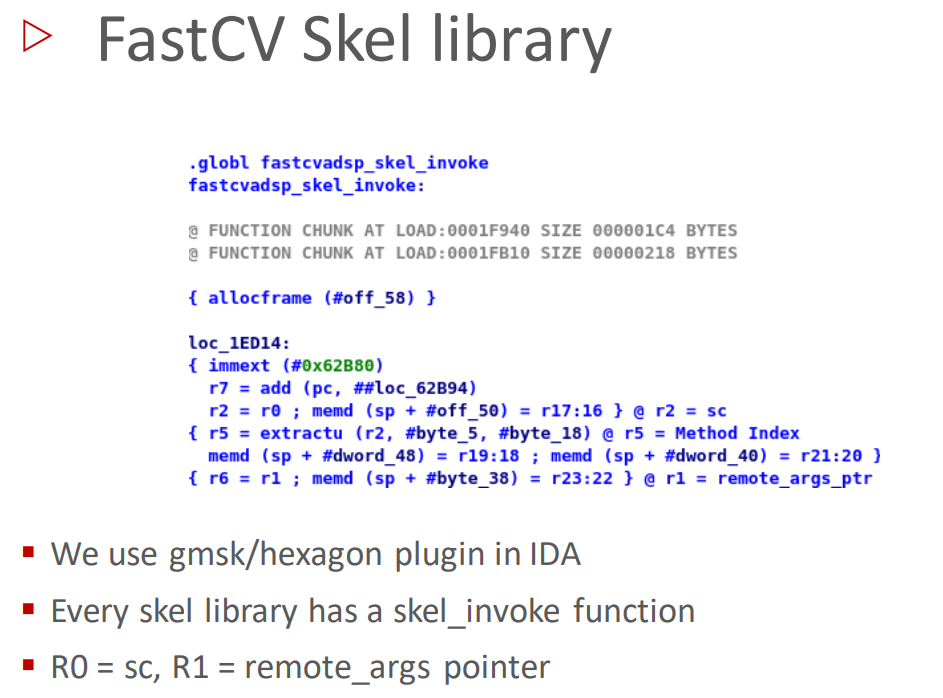 FastCV Skel library
.globl fastcvadsp_skel_invoke
fastcvadsp_skel_invoke:
@ FUNCTION CHUNK AT LOAD:0001F940 SIZE 000001C4 BYTES
@ FUNCTION CHUNK AT LOAD:0001FB10 SIZE 00000218 BYTES
{ allocframe (#off_58) }
loc_1ED14:
{ immext (#0x62B80)
r7 = add (pc, ##loc_62B94)
r2 = r0 ; memd (sp + #off_50) = r17:16 } @ r2 = sc
{ r5 = extractu (r2, #byte_5, #byte_18) @ r5 = Method Index
memd (sp + #dword_48) = r19:18 ; memd (sp + #dword_40) = r21:20 }
{ r6 = r1 ; memd (sp + #byte_38) = r23:22 } @ r1 = remote_args_ptr
▪ We use gmsk/hexagon plugin in IDA
▪ Every skel library has a skel_invoke function
▪ R0 = sc, R1 = remote_args pointer